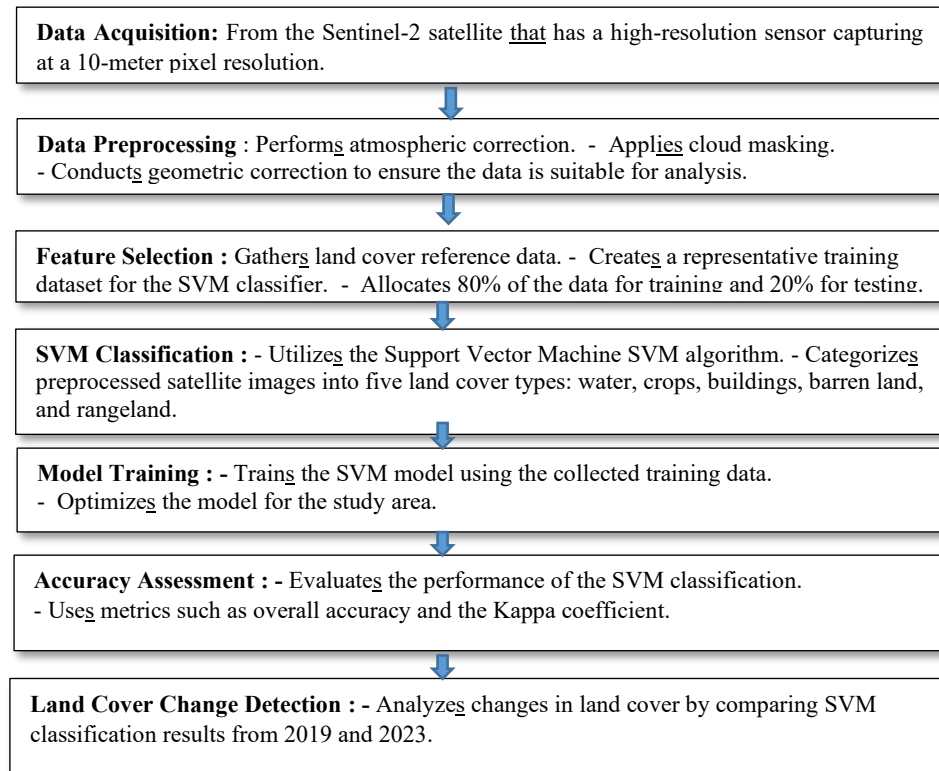 Data Acquisition: From the Sentinel-2 satellite that has a high-resolution sensor capturing
at a 10-meter pixel resolution.
Data Preprocessing : Performs atmospheric correction. - Applies cloud masking.
- Conducts geometric correction to ensure the data is suitable for analysis.
Feature Selection : Gathers land cover reference data. - Creates a representative training
dataset for the SVM classifier. - Allocates 80% of the data for training and 20% for testing.
SVM Classification : - Utilizes the Support Vector Machine SVM algorithm. - Categorizes
preprocessed satellite images into five land cover types: water, crops, buildings, barren land,
and rangeland.
Model Training : - Trains the SVM model using the collected training data.
- Optimizes the model for the study area.
Accuracy Assessment : - Evaluates the performance of the SVM classification.
- Uses metrics such as overall accuracy and the Kappa coefficient.
Land Cover Change Detection : - Analyzes changes in land cover by comparing SVM
classification results from 2019 and 2023.